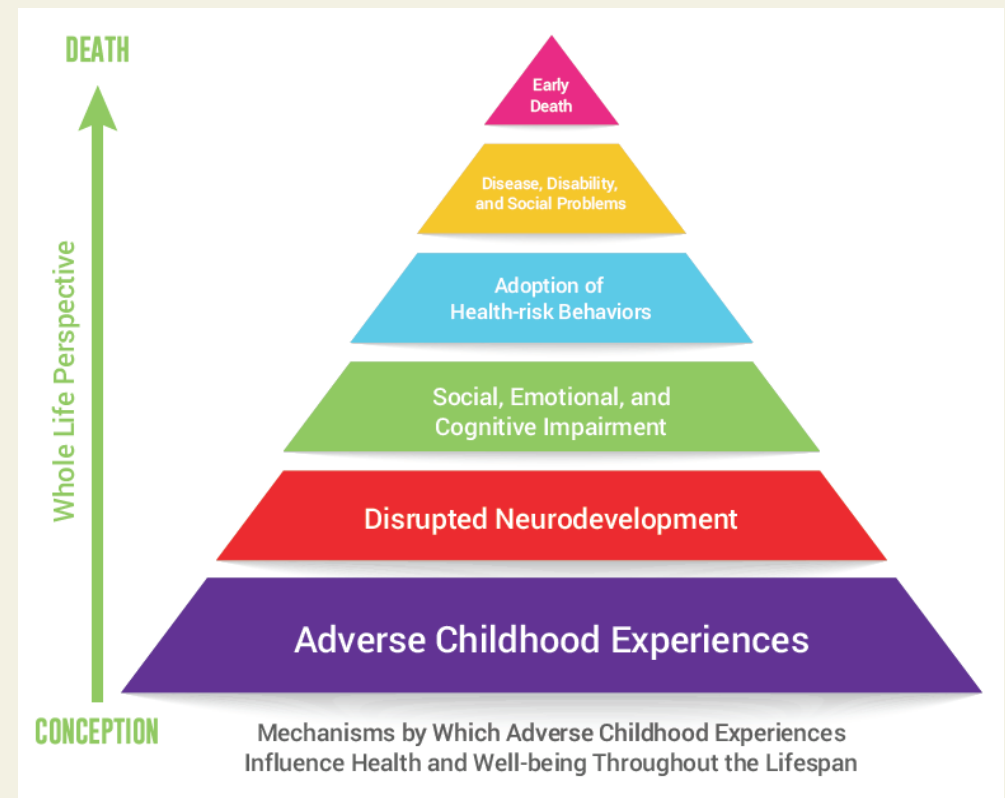 DEATH
Early
Death
Disease, Disability,
and Social Problems
Adoption of
Health-risk Behaviors
Whole Life Perspective
Social, Emotional, and
Cognitive Impairment
Disrupted Neurodevelopment
Adverse Childhood Experiences
CONCEPTION
Mechanisms by Which Adverse Childhood Experiences
Influence Health and Well-being Throughout the Lifespan